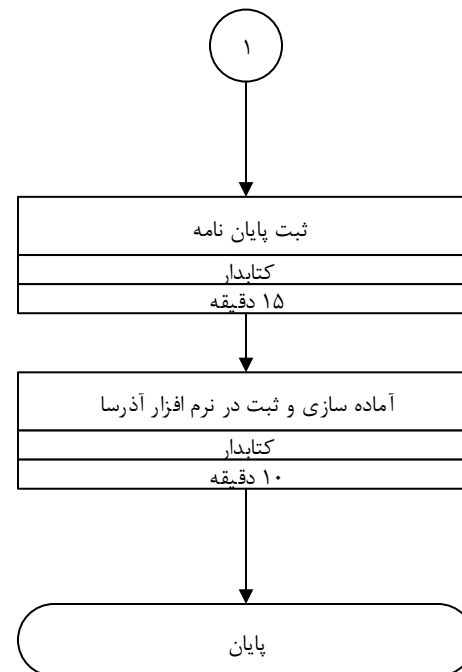 ۱
ثبت پایان نامه
کتابدار
۱۵ دقیقه
آماده سازی و ثبت در نرم افزار آذرسا
کتابدار
۱۰ دقیقه
پایان